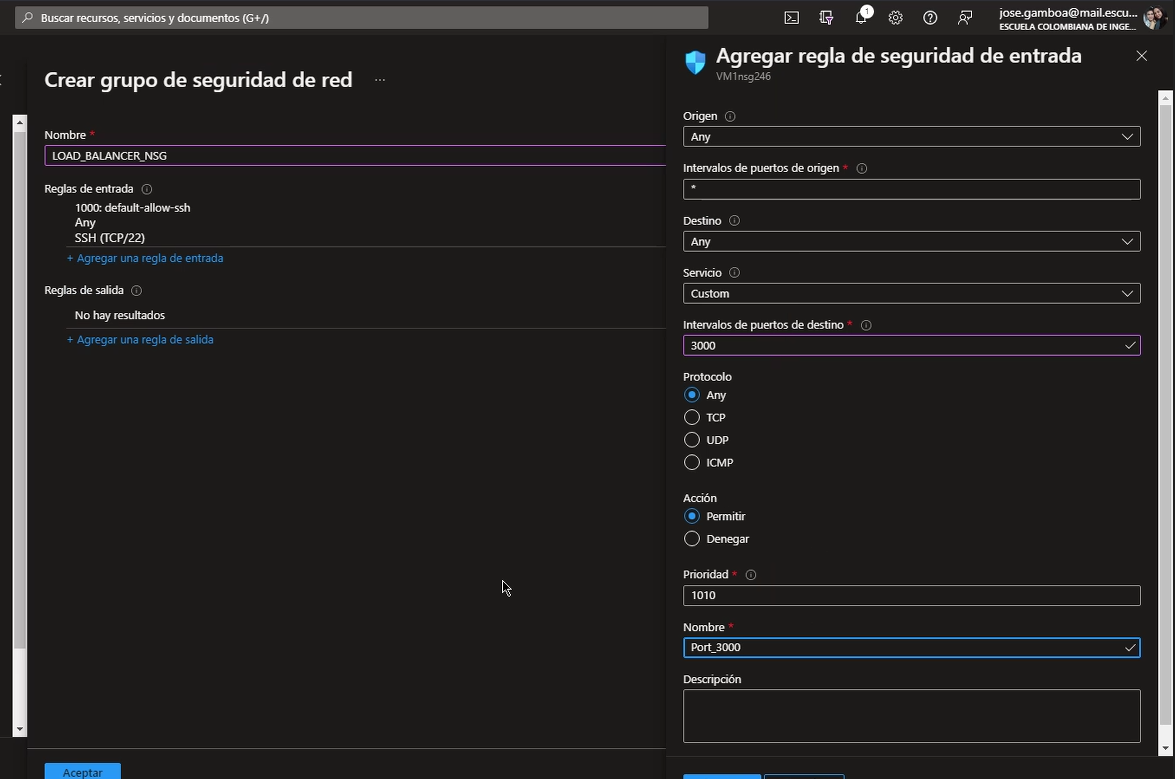 Buscar recursos, servicios y documentos (G+/)
1
jose.gamboa@mail.escu...
ESCUELA COLOMBIANA DE INGE...
Crear grupo de seguridad de red ...
Nombre *
LOAD_BALANCER_NSG
Reglas de entrada
1000: default-allow-ssh
Any
SSH (TCP/22)
+ Agregar una regla de entrada
Reglas de salida
No hay resultados
+ Agregar una regla de salida
Aceptar
Agregar regla de seguridad de entrada
VM1nsg246
Origen
Any
Intervalos de puertos de origen *
*
Destino
Any
Servicio
Custom
Intervalos de puertos de destino *
3000
Protocolo
Any
TCP
UDP
ICMP
Acción
Permitir
Denegar
Prioridad *
1010
Nombre *
Port_3000
Descripción